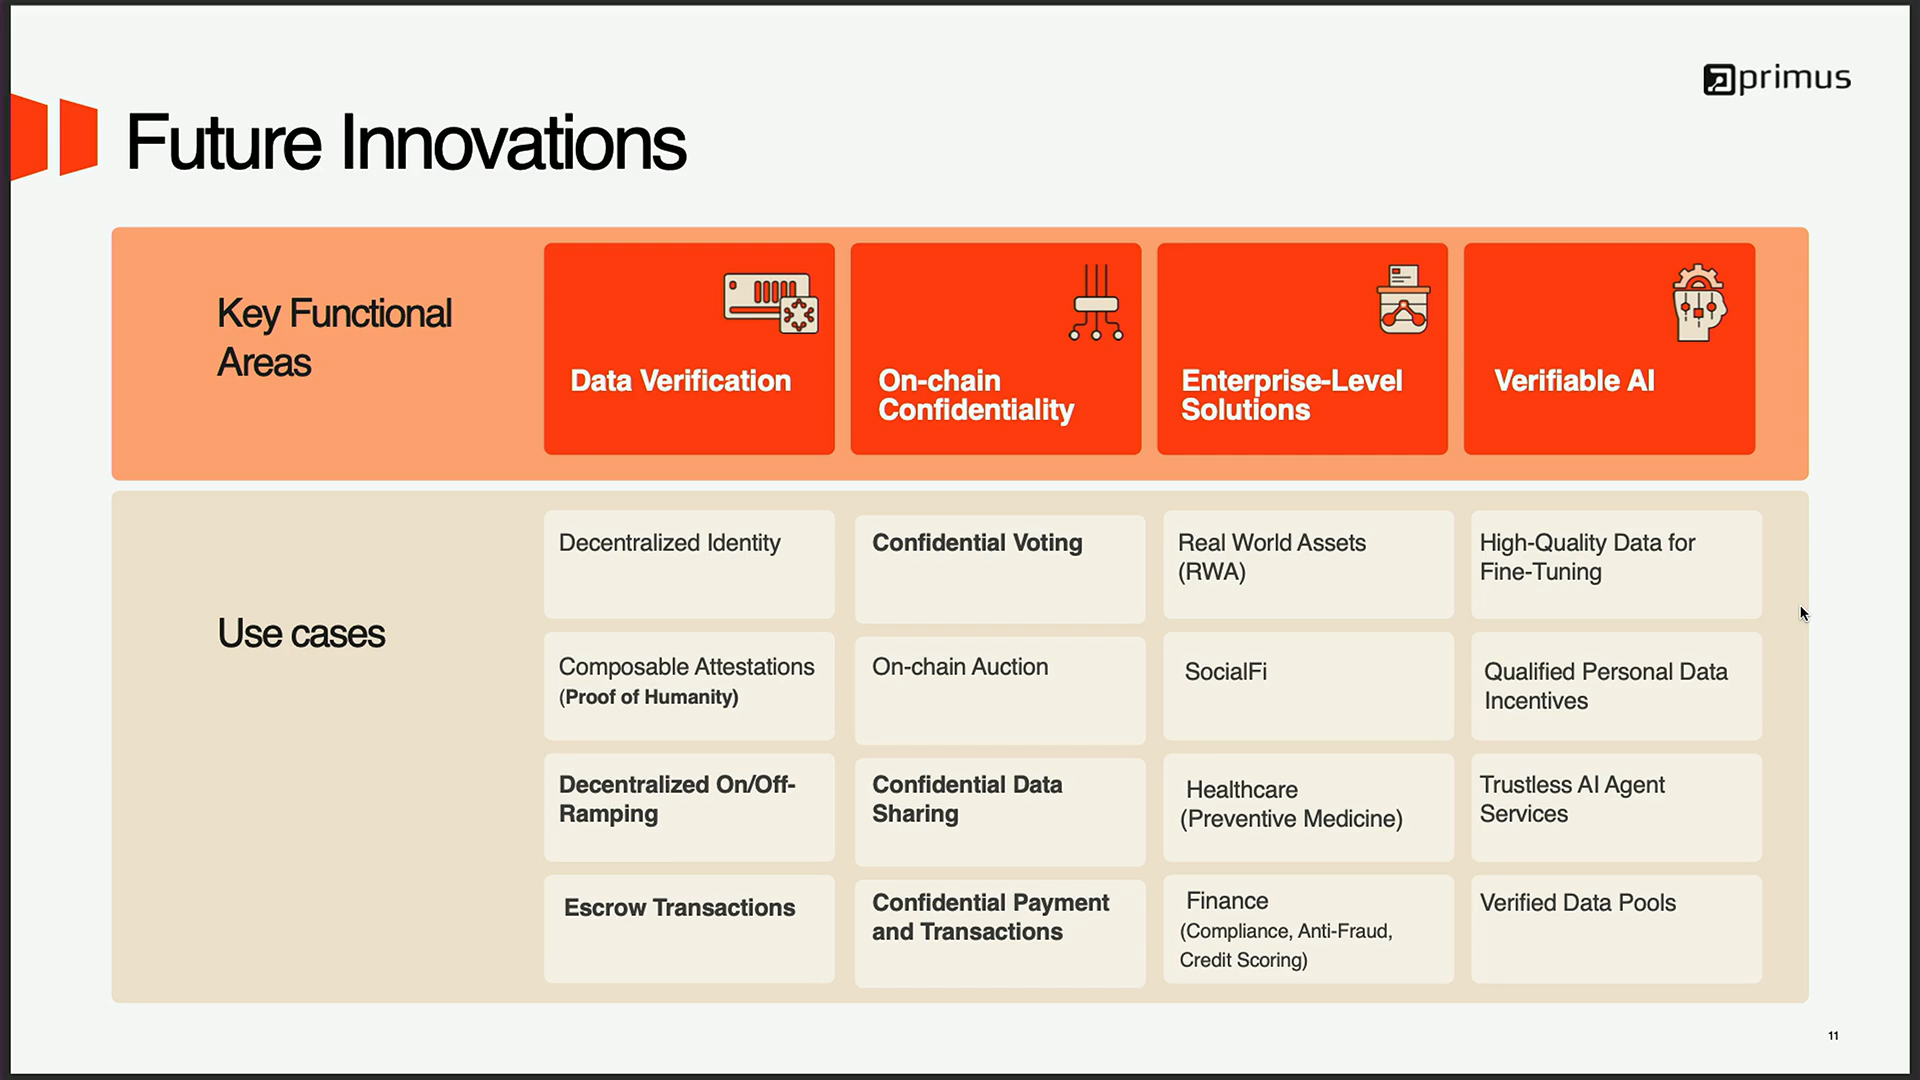 primus
Future Innovations
Key Functional
Areas
Data Verification
On-chain
Confidentiality
Enterprise-Level
Solutions
Verifiable AI
Use cases
Decentralized Identity
Confidential Voting
Real World Assets
(RWA)
High-Quality Data for
Fine-Tuning
Composable Attestations
(Proof of Humanity)
On-chain Auction
SocialFi
Qualified Personal Data
Incentives
Decentralized On/Off-
Ramping
Confidential Data
Sharing
Healthcare
(Preventive Medicine)
Trustless AI Agent
Services
Escrow Transactions
Confidential Payment
and Transactions
Finance
(Compliance, Anti-Fraud,
Credit Scoring)
Verified Data Pools
11